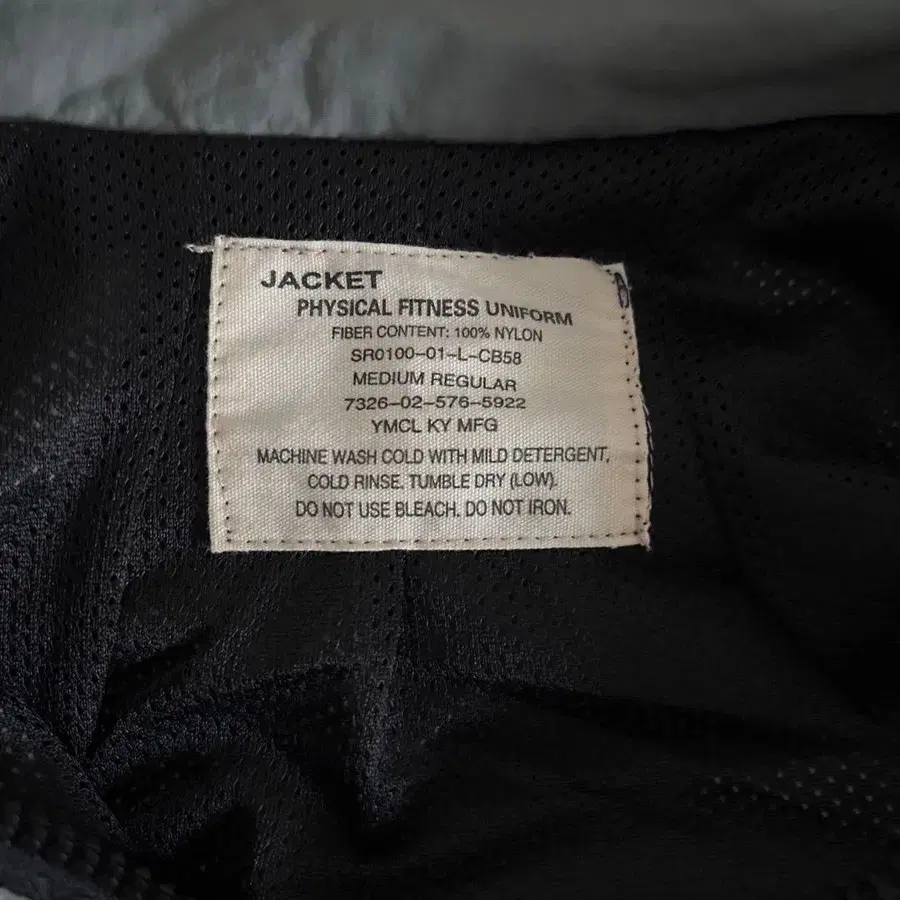 JACKET
PHYSICAL FITNESS UNIFORM
FIBER CONTENT: 100% NYLON
SR0100-01-L-CB58
MEDIUM REGULAR
7326-02-576-5922
YMCL KY MFG
MACHINE WASH COLD WITH MILD DETERGENT,
COLD RINSE. TUMBLE DRY (LOW).
DO NOT USE BLEACH. DO NOT IRON.